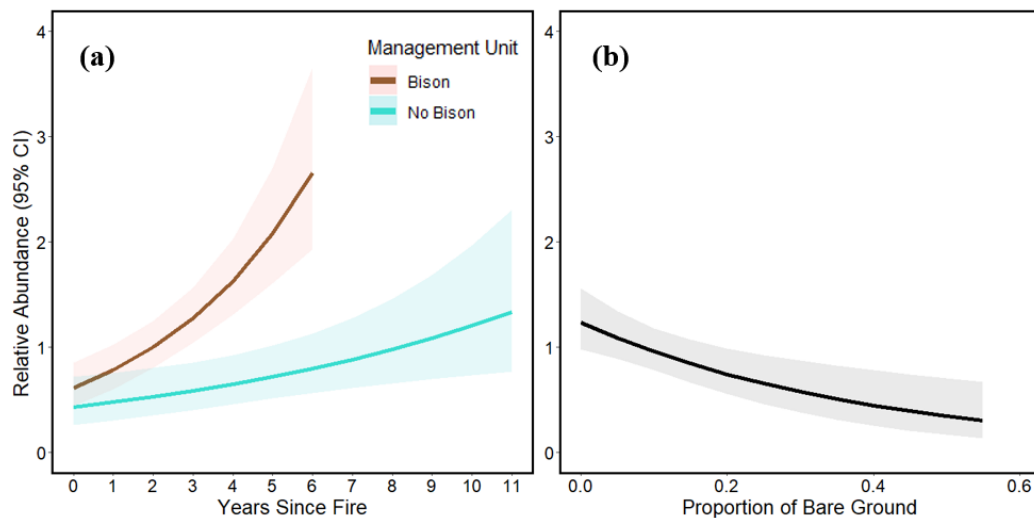 (a)
Management Unit
Bison
No Bison
Relative Abundance (95% CI)
4
3
2
1
0
0 1 2 3 4 5 6 7 8 9 10 11
Years Since Fire
(b)
4
3
2
1
0
0.0 0.2 0.4 0.6
Proportion of Bare Ground